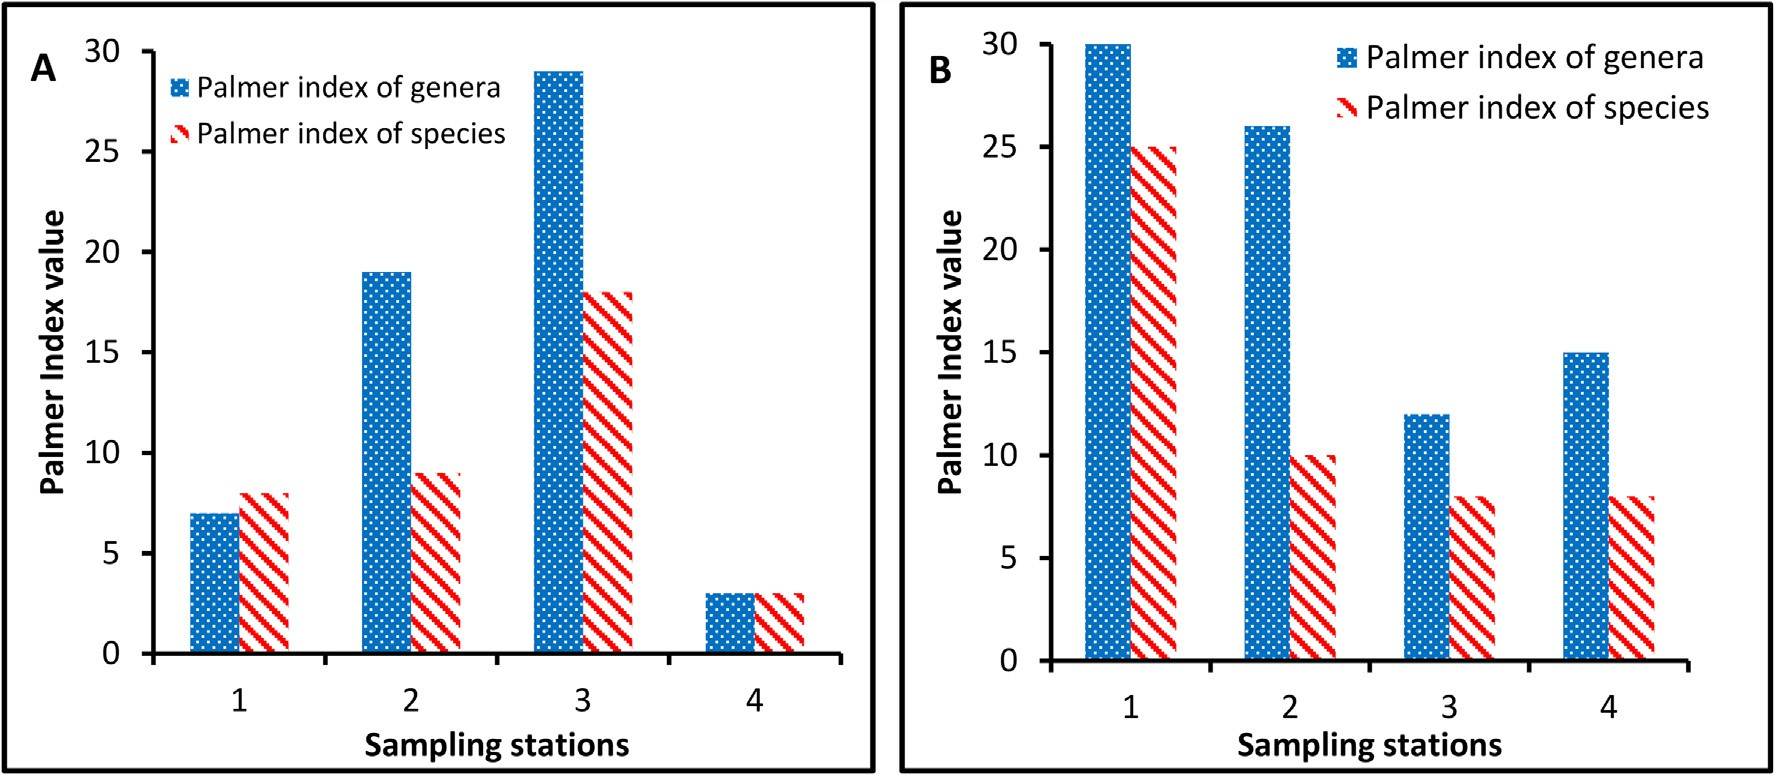 A
Palmer index of genera
Palmer index of species
Palmer Index value
30
25
20
15
10
5
0
1 2 3 4
Sampling stations
B
Palmer index of genera
Palmer index of species
Palmer Index value
30
25
20
15
10
5
0
1 2 3 4
Sampling stations